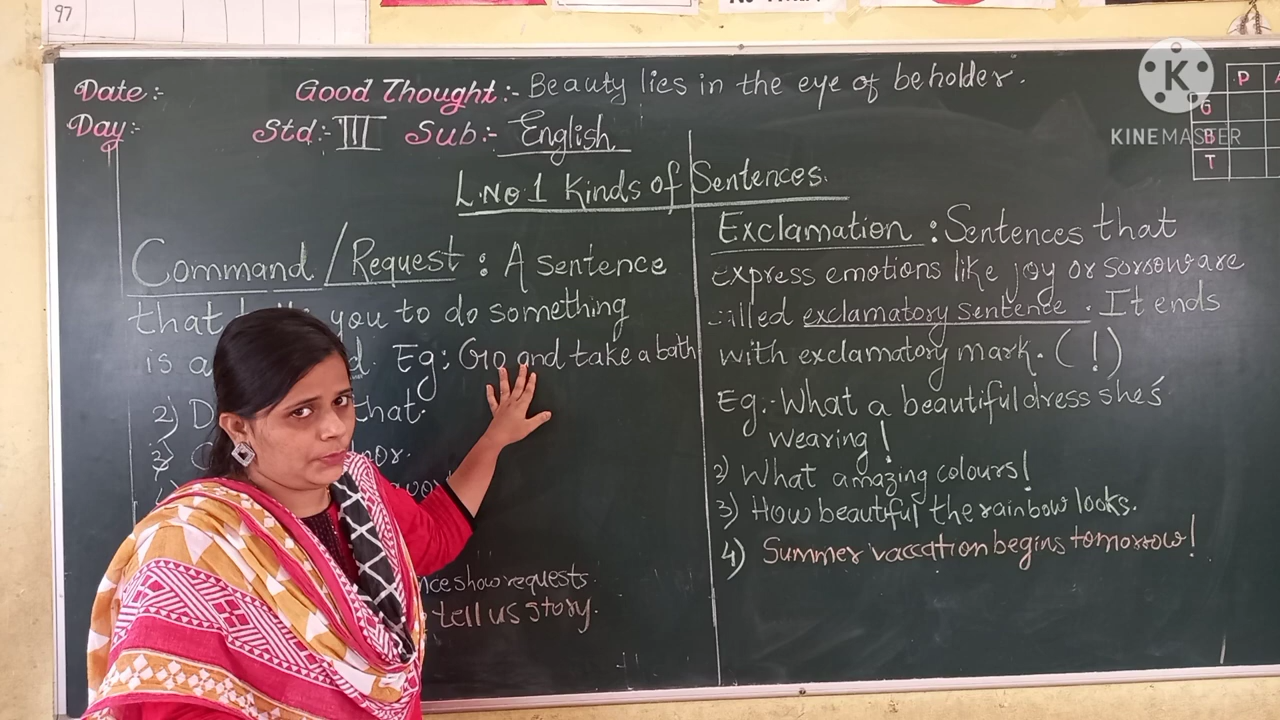 97
Date:- Good Thought:- Beauty lies in the eye of beholder.
Day:- Std:- III Sub:- English
L.No.1 Kinds of Sentences.
Command/Request: A sentence
that you to do something
is a Eg: Go and take a bath
2) D that.
3)
4)
show requests
tell us story.
Exclamation: Sentences that
express emotions like joy or sorrow are
exclamatory sentence. It ends
with exclamatory mark. (!)
Eg:- What a beautiful dress she's
wearing!
2) What amazing colours!
3) How beautiful the rainbow looks.
4) Summer vaccation begins tomorrow!
P A
G
B
T
KINEMASTER